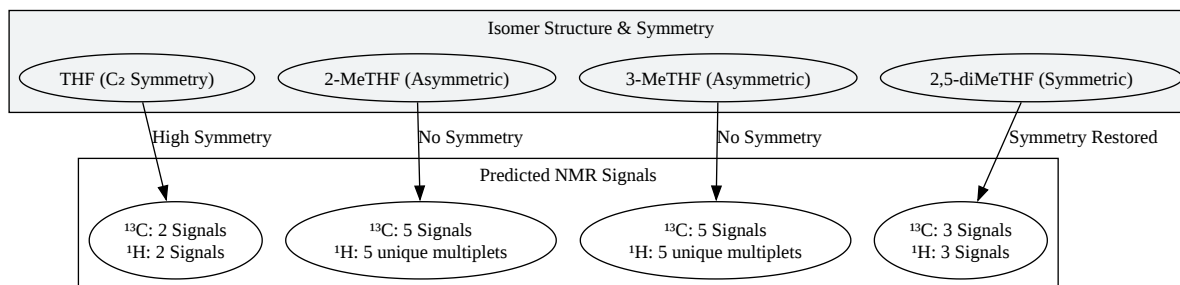 Isomer Structure & Symmetry
THF (C₂ Symmetry)
2-MeTHF (Asymmetric)
3-MeTHF (Asymmetric)
2,5-diMeTHF (Symmetric)
High Symmetry
No Symmetry
No Symmetry
Symmetry Restored
Predicted NMR Signals
¹³C: 2 Signals
¹H: 2 Signals
¹³C: 5 Signals
¹H: 5 unique multiplets
¹³C: 5 Signals
¹H: 5 unique multiplets
¹³C: 3 Signals
¹H: 3 Signals